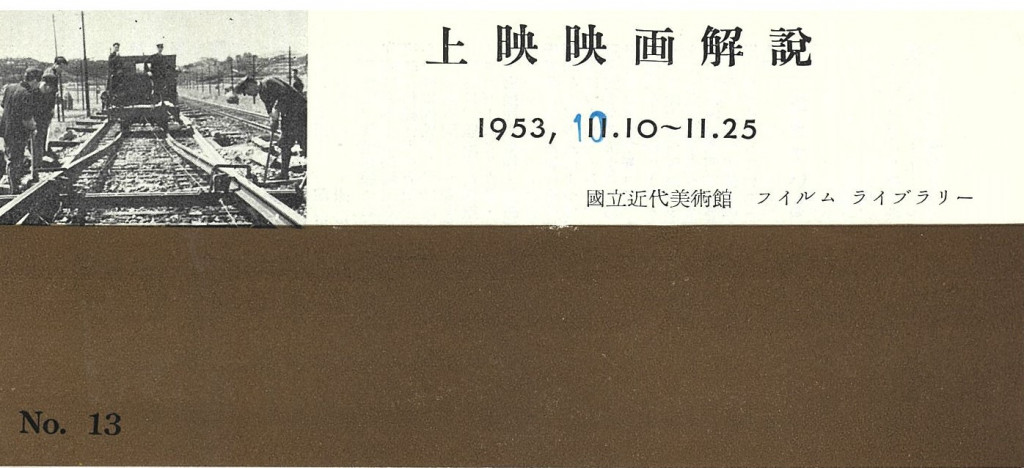 上映映画解説
1953, 10.10~11.25
國立近代美術館 フイルム ライブラリー
No. 13